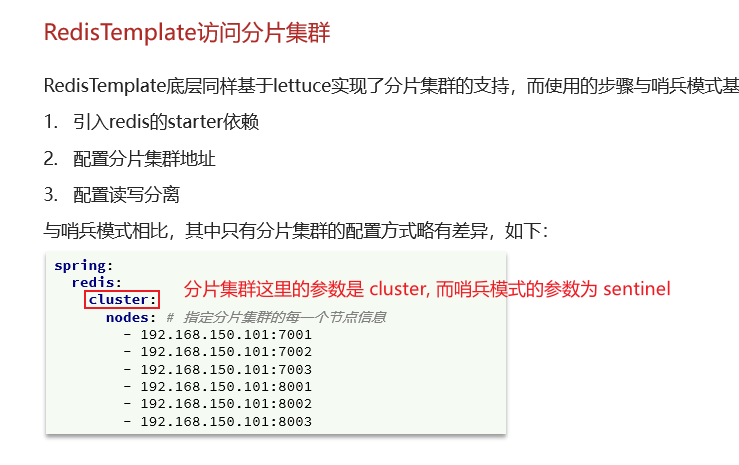 RedisTemplate访问分片集群
RedisTemplate底层同样基于lettuce实现了分片集群的支持，而使用的步骤与哨兵模式基
1. 引入redis的starter依赖
2. 配置分片集群地址
3. 配置读写分离
与哨兵模式相比，其中只有分片集群的配置方式略有差异，如下：
spring:
redis:
cluster: 分片集群这里的参数是 cluster, 而哨兵模式的参数为 sentinel
nodes: # 指定分片集群的每一个节点信息
- 192.168.150.101:7001
- 192.168.150.101:7002
- 192.168.150.101:7003
- 192.168.150.101:8001
- 192.168.150.101:8002
- 192.168.150.101:8003